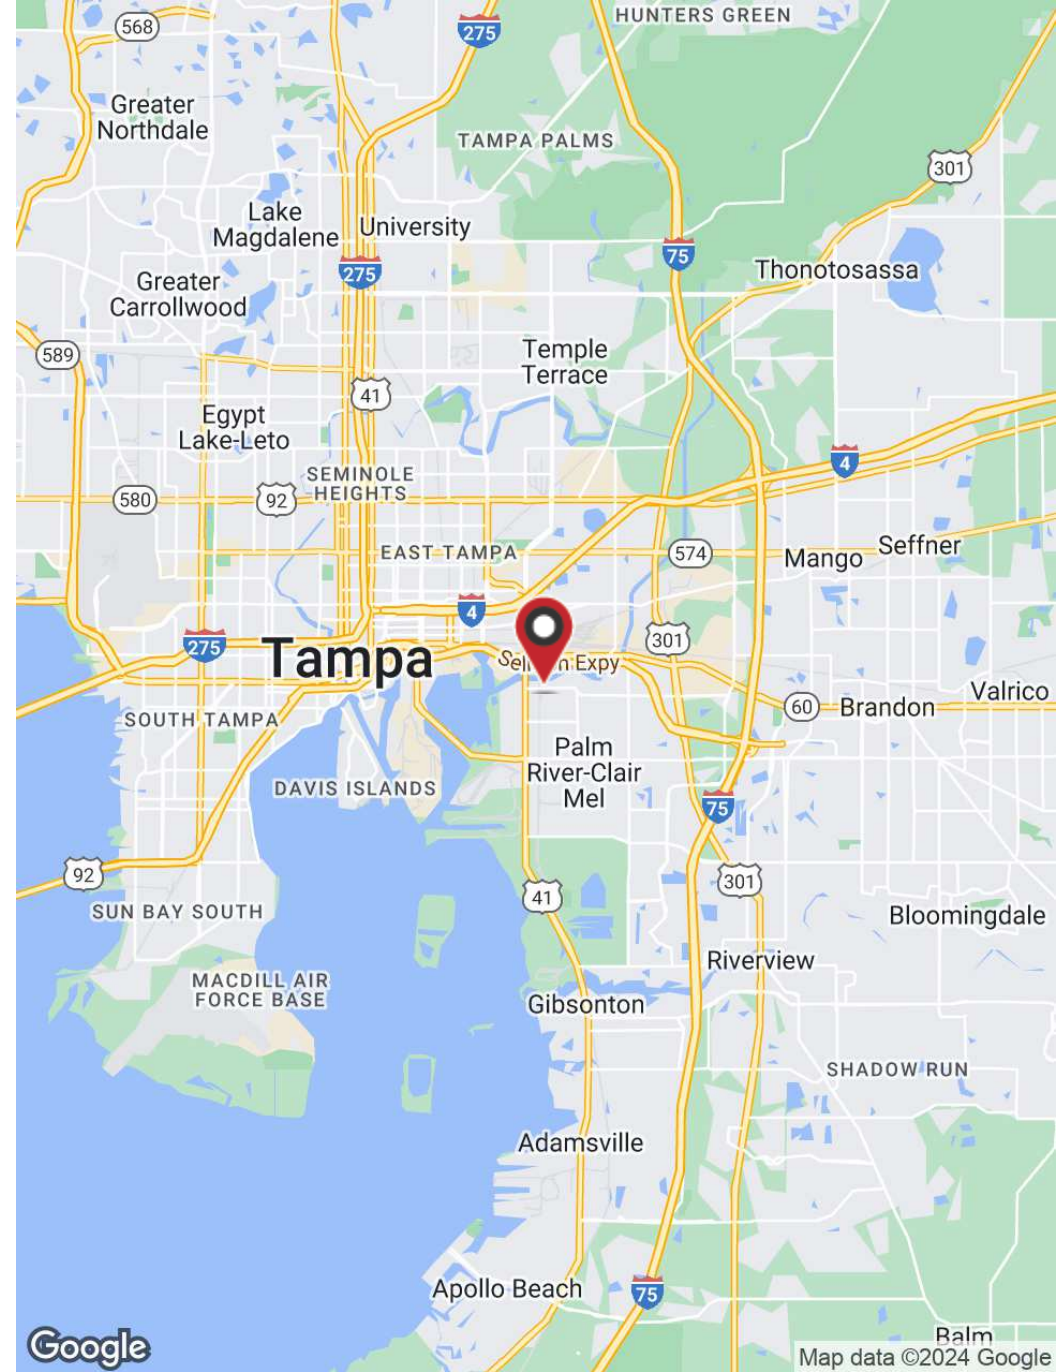 HUNTERS GREEN
568
275
Greater
Northdale
TAMPA PALMS
301
Lake
Magdalene
University
75
275
Thonotosassa
Greater
Carrollwood
589
Temple
Terrace
41
Egypt
Lake-Leto
4
SEMINOLE
HEIGHTS
580
92
EAST TAMPA
574
Mango
Seffner
4
301
275
Tampa
Expy
Valrico
60
Brandon
SOUTH TAMPA
Palm
River-Clair
Mel
DAVIS ISLANDS
75
92
301
41
SUN BAY SOUTH
Bloomingdale
Riverview
MACDILL AIR
FORCE BASE
Gibsonton
SHADOW RUN
Adamsville
Apollo Beach
75
Balm
Google
Map data ©2024 Google